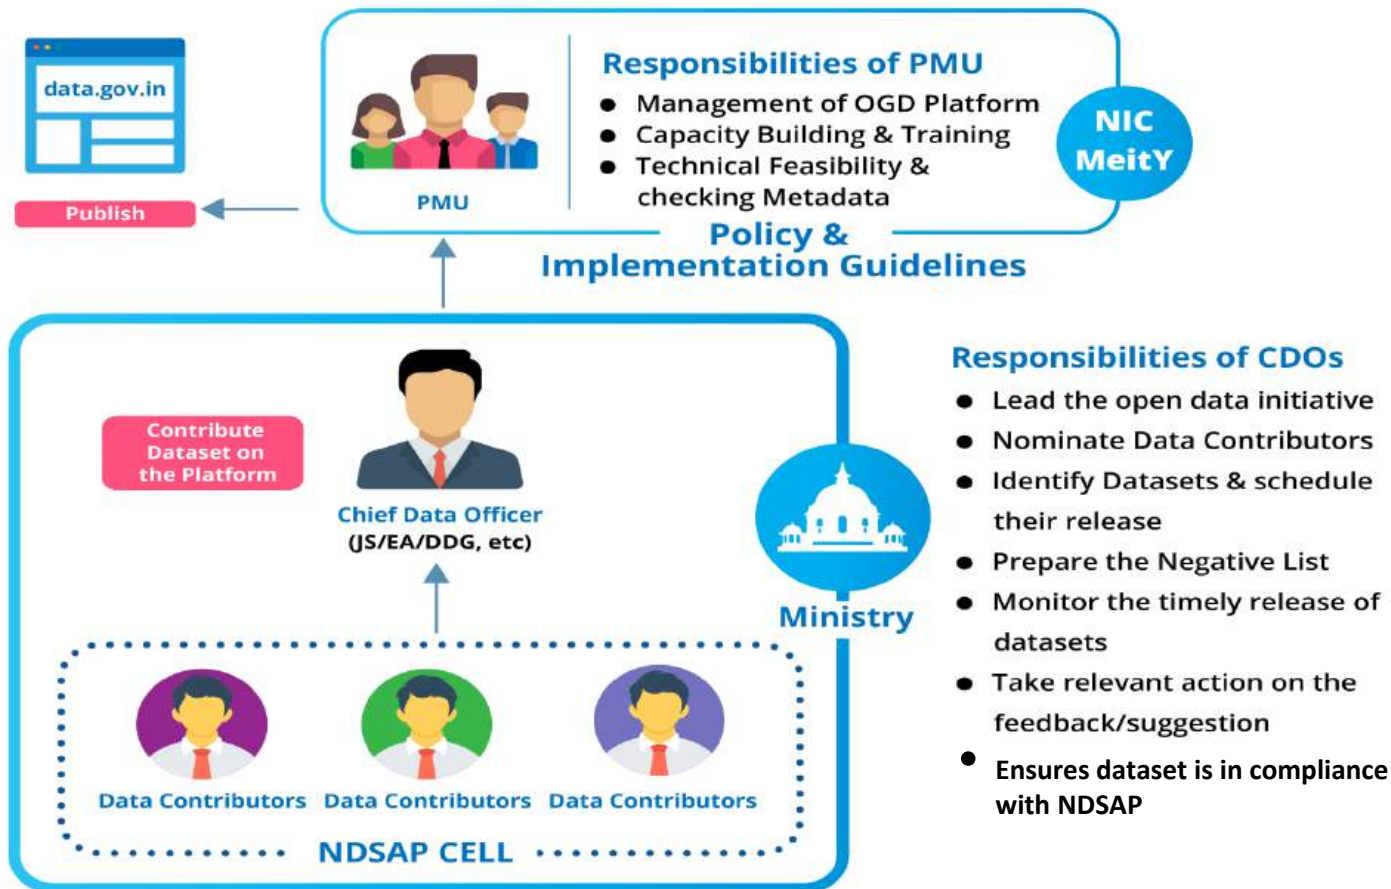 data.gov.in
Publish
PMU
Responsibilities of PMU
● Management of OGD Platform
● Capacity Building & Training
● Technical Feasibility &
checking Metadata
NIC
MeitY
Policy &
Implementation Guidelines
Contribute
Dataset on
the Platform
Chief Data Officer
(JS/EA/DDG, etc)
Ministry
Data Contributors
Data Contributors
Data Contributors
NDSAP CELL
Responsibilities of CDOs
● Lead the open data initiative
● Nominate Data Contributors
● Identify Datasets & schedule
their release
● Prepare the Negative List
● Monitor the timely release of
datasets
● Take relevant action on the
feedback/suggestion
● Ensures dataset is in compliance
with NDSAP